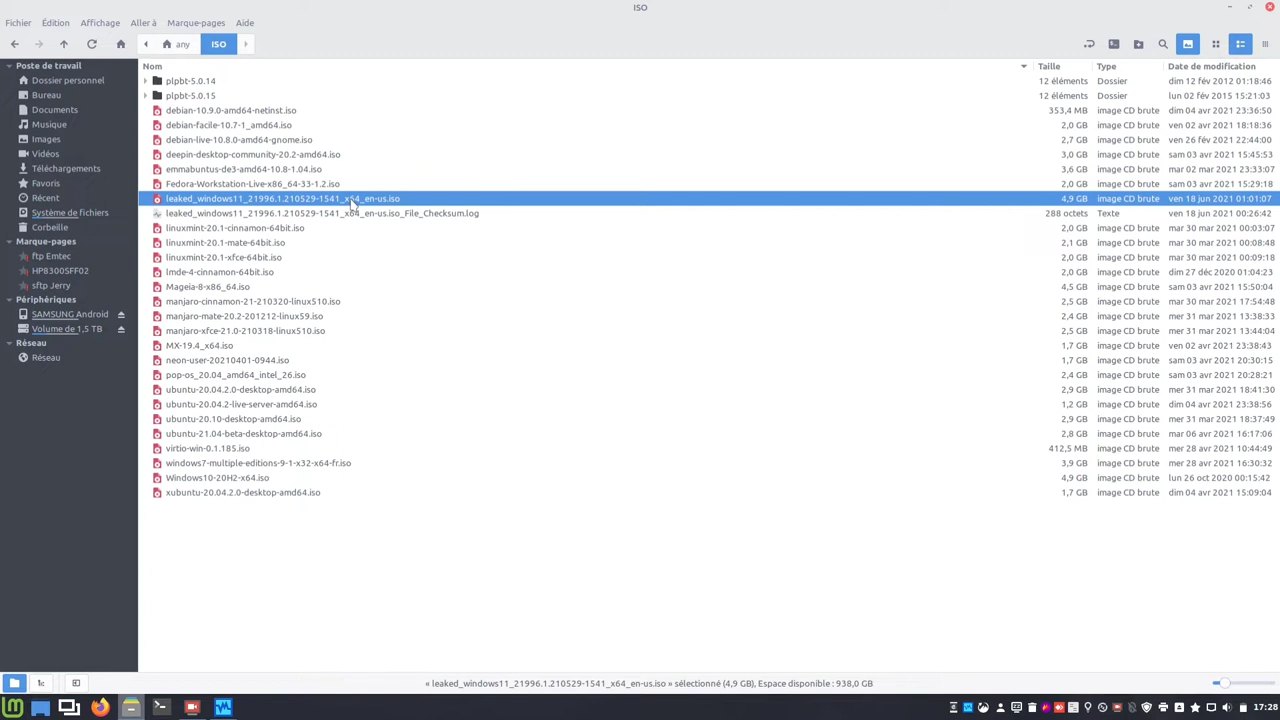 ISO
Fichier Édition Affichage Aller à Marque-pages Aide
any ISO
Poste de travail
Dossier personnel
Bureau
Documents
Musique
Images
Vidéos
Téléchargements
Favoris
Récent
Système de fichiers
Corbeille
Marque-pages
ftp Emtec
HP8300SFF02
sftp Jerry
Périphériques
SAMSUNG Android
Volume de 1,5 TB
Réseau
Réseau
Nom Taille Type Date de modification
plpbt-5.0.14 12 éléments Dossier dim 12 fév 2012 01:18:46
plpbt-5.0.15 12 éléments Dossier lun 02 fév 2015 15:21:03
debian-10.9.0-amd64-netinst.iso 353,4 MB image CD brute dim 04 avr 2021 23:36:50
debian-facile-10.7-1_amd64.iso 2,0 GB image CD brute ven 02 avr 2021 18:18:36
debian-live-10.8.0-amd64-gnome.iso 2,7 GB image CD brute ven 26 fév 2021 22:44:00
deepin-desktop-community-20.2-amd64.iso 3,0 GB image CD brute sam 03 avr 2021 15:45:53
emmabuntus-de3-amd64-10.8-1.04.iso 3,6 GB image CD brute mar 02 mar 2021 23:33:07
Fedora-Workstation-Live-x86_64-33-1.2.iso 2,0 GB image CD brute sam 03 avr 2021 15:29:18
leaked_windows11_21996.1.210529-1541_x64_en-us.iso 4,9 GB image CD brute ven 18 jun 2021 01:01:07
leaked_windows11_21996.1.210529-1541_x64_en-us.iso_File_Checksum.log 288 octets Texte ven 18 jun 2021 00:26:42
linuxmint-20.1-cinnamon-64bit.iso 2,0 GB image CD brute mar 30 mar 2021 00:03:07
linuxmint-20.1-mate-64bit.iso 2,1 GB image CD brute mar 30 mar 2021 00:08:48
linuxmint-20.1-xfce-64bit.iso 2,0 GB image CD brute mar 30 mar 2021 00:09:18
lmde-4-cinnamon-64bit.iso 2,0 GB image CD brute dim 27 déc 2020 01:04:23
Mageia-8-x86_64.iso 4,5 GB image CD brute sam 03 avr 2021 15:50:04
manjaro-cinnamon-21-210320-linux510.iso 2,5 GB image CD brute mar 30 mar 2021 17:54:48
manjaro-mate-20.2-201212-linux59.iso 2,4 GB image CD brute mer 31 mar 2021 13:38:33
manjaro-xfce-21.0-210318-linux510.iso 2,5 GB image CD brute mer 31 mar 2021 13:44:04
MX-19.4_x64.iso 1,7 GB image CD brute ven 02 avr 2021 23:38:43
neon-user-20210401-0944.iso 1,7 GB image CD brute sam 03 avr 2021 20:30:15
pop-os_20.04_amd64_intel_26.iso 2,4 GB image CD brute sam 03 avr 2021 20:28:21
ubuntu-20.04.2.0-desktop-amd64.iso 2,9 GB image CD brute mer 31 mar 2021 18:41:30
ubuntu-20.04.2-live-server-amd64.iso 1,2 GB image CD brute dim 04 avr 2021 23:38:56
ubuntu-20.10-desktop-amd64.iso 2,9 GB image CD brute mer 31 mar 2021 18:37:49
ubuntu-21.04-beta-desktop-amd64.iso 2,8 GB image CD brute mar 06 avr 2021 16:17:06
virtio-win-0.1.185.iso 412,5 MB image CD brute mer 28 avr 2021 10:44:49
windows7-multiple-editions-9-1-x32-x64-fr.iso 3,9 GB image CD brute mer 28 avr 2021 16:30:32
Windows10-20H2-x64.iso 4,9 GB image CD brute lun 26 oct 2020 00:15:42
xubuntu-20.04.2.0-desktop-amd64.iso 1,7 GB image CD brute dim 04 avr 2021 15:09:04
« leaked_windows11_21996.1.210529-1541_x64_en-us.iso » sélectionné (4,9 GB), Espace disponible : 938,0 GB
17:28